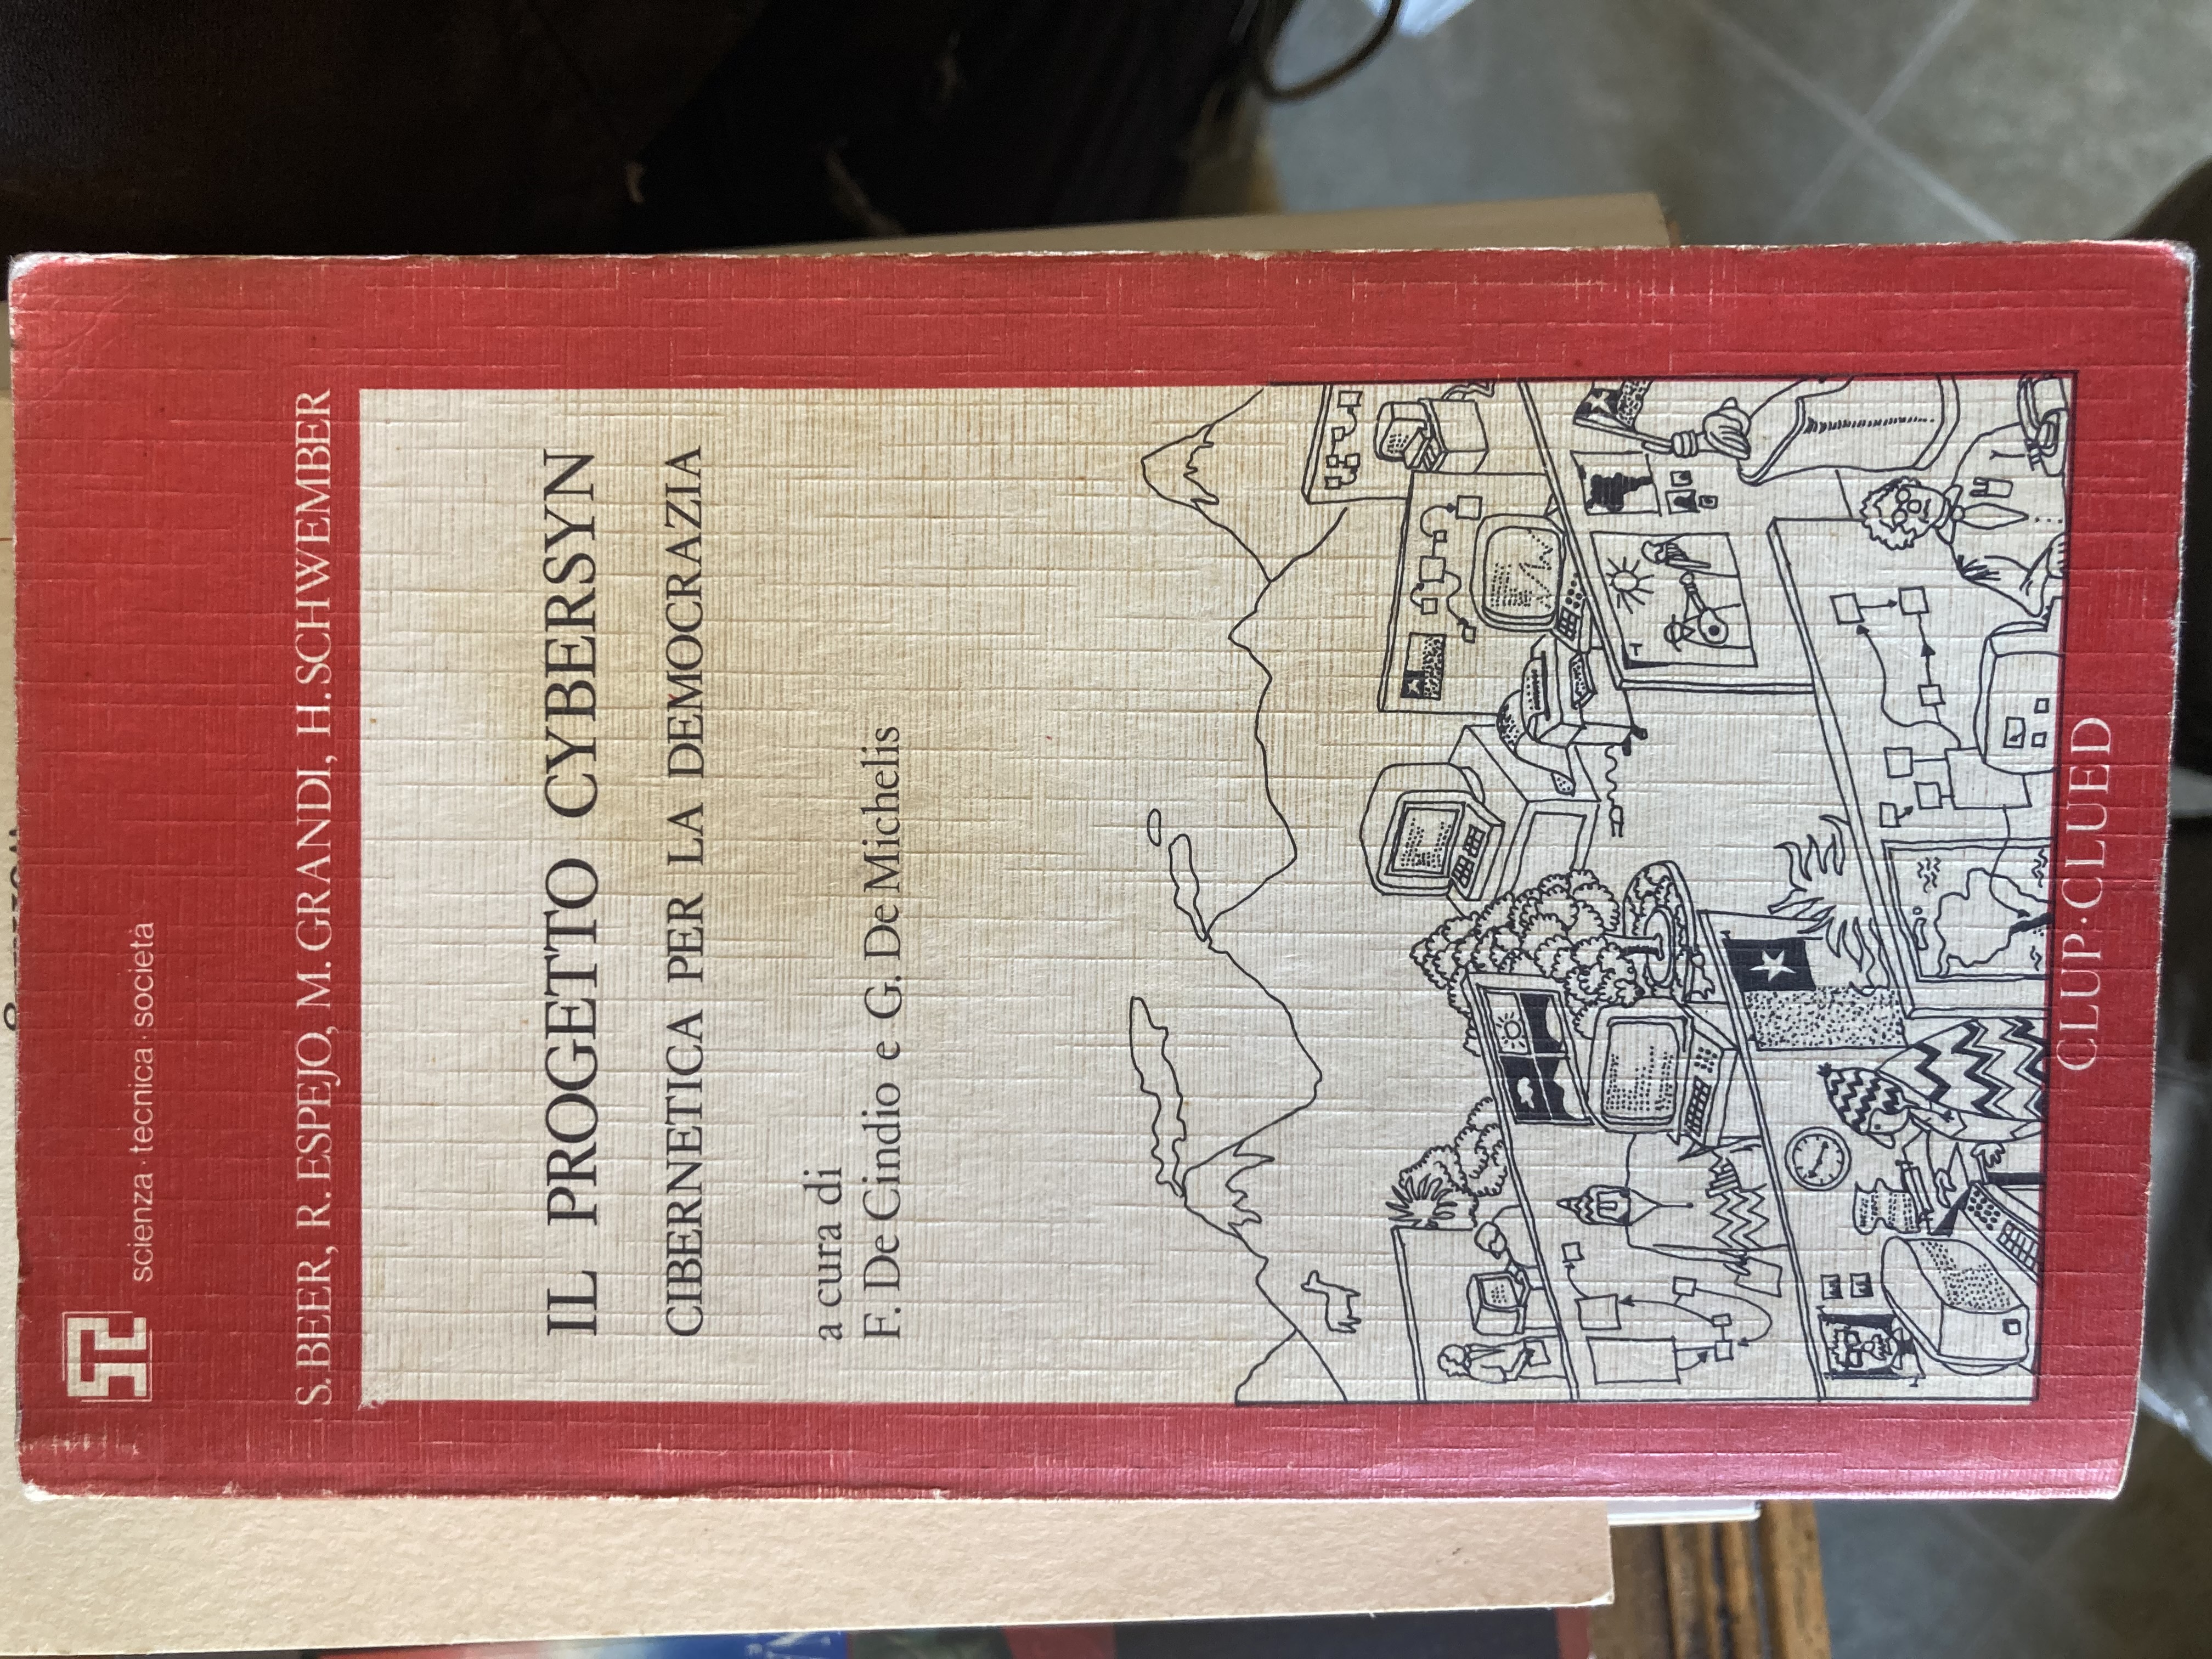 scienza·tecnica·società
S. BEER, R. ESPEJO, M. GRANDI, H. SCHWEMBER
IL PROGETTO CYBERSYN
CIBERNETICA PER LA DEMOCRAZIA
a cura di
F. De Cindio e G. De Michelis
CLUP·CLUED